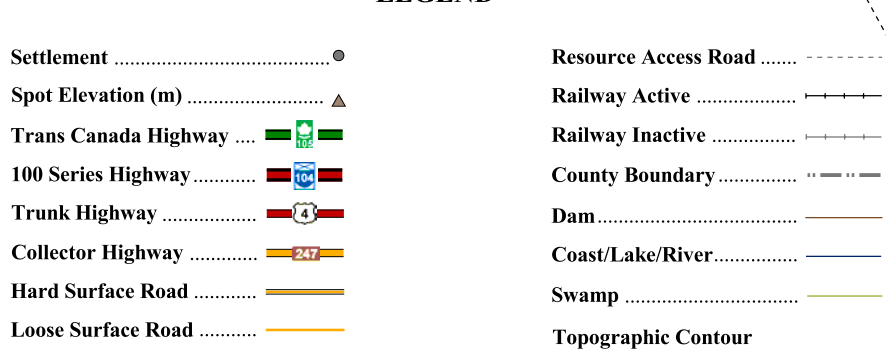 Settlement ........................................
Spot Elevation (m) .........................
Trans Canada Highway .... 105
100 Series Highway............ 104
Trunk Highway .................. 4
Collector Highway ............. 247
Hard Surface Road ............
Loose Surface Road ...........
Resource Access Road .......
Railway Active ...................
Railway Inactive ................
County Boundary...............
Dam.....................................
Coast/Lake/River................
Swamp ................................
Topographic Contour